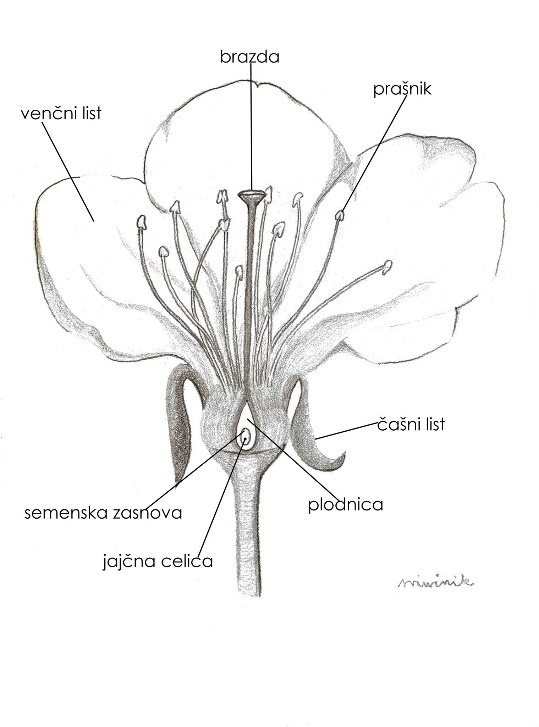 brazda
prašnik
venčni list
čašni list
semenska zasnova
plodnica
jajčna celica